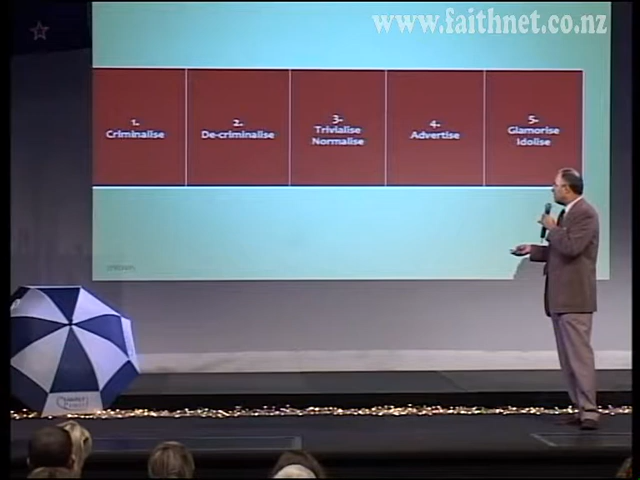 www.faithnet.co.nz
1.
Criminalise
2.
De-criminalise
3.
Trivialise
Normalise
4.
Advertise
5.
Glamorise
Idolise